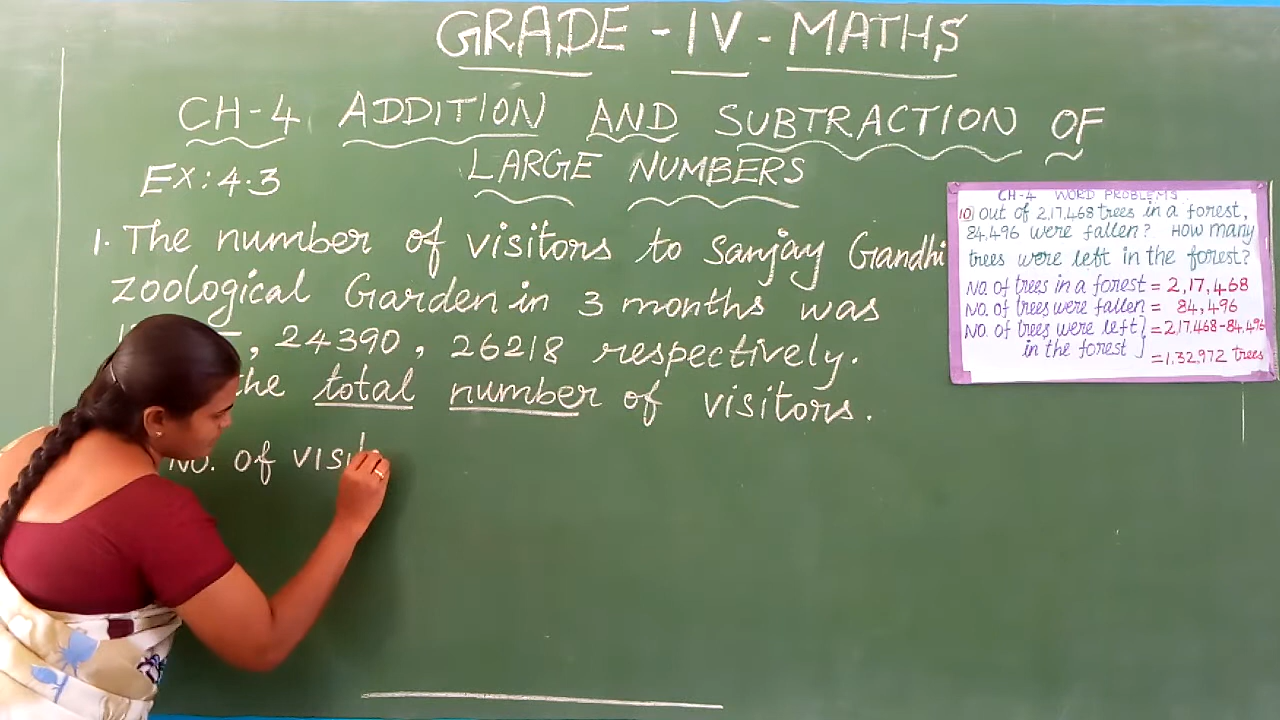 GRADE - IV - MATHS
CH-4 ADDITION AND SUBTRACTION OF
LARGE NUMBERS
EX: 4.3
1. The number of visitors to Sanjay Gandhi
zoological Garden in 3 months was
, 24390, 26218 respectively.
the total number of visitors.
No. of visit
CH-4 WORD PROBLEMS
10) Out of 2,17,468 trees in a forest,
84,496 were fallen? How many
trees were left in the forest?
No. of trees in a forest = 2,17,468
No. of trees were fallen = 84,496
No. of trees were left } = 2,17,468-84,496
in the forest
= 1,32,972 trees